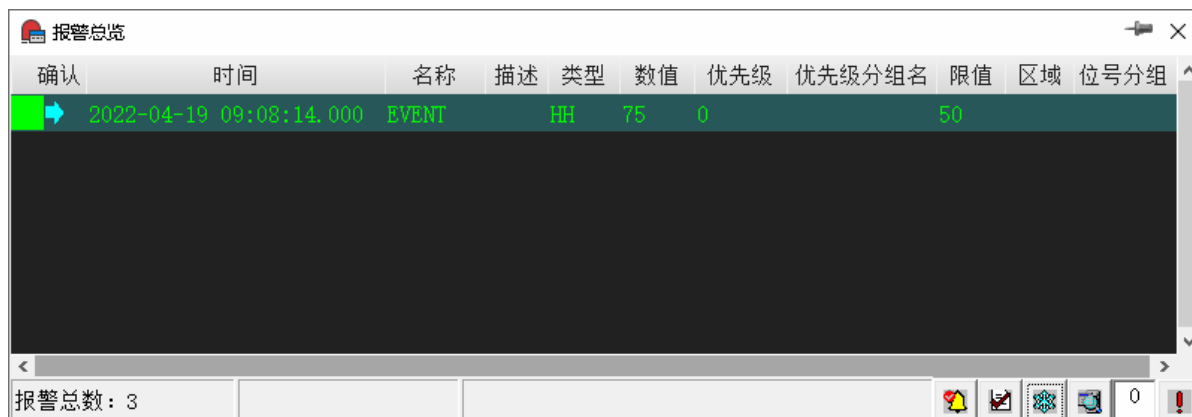 报警总览
确认 时间 名称 描述 类型 数值 优先级 优先级分组名 限值 区域 位号分组
2022-04-19 09:08:14.000 EVENT HH 75 0 50
报警总数: 3 0